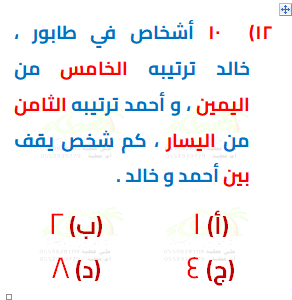 ١٢) ١٠ أشخاص في طابور ،
خالد ترتيبه الخامس من
اليمين ، و أحمد ترتيبه الثامن
من اليسار ، كم شخص يقف
بين أحمد و خالد .
(أ) ١ (ب) ٢
(ج) ٤ (د) ٨